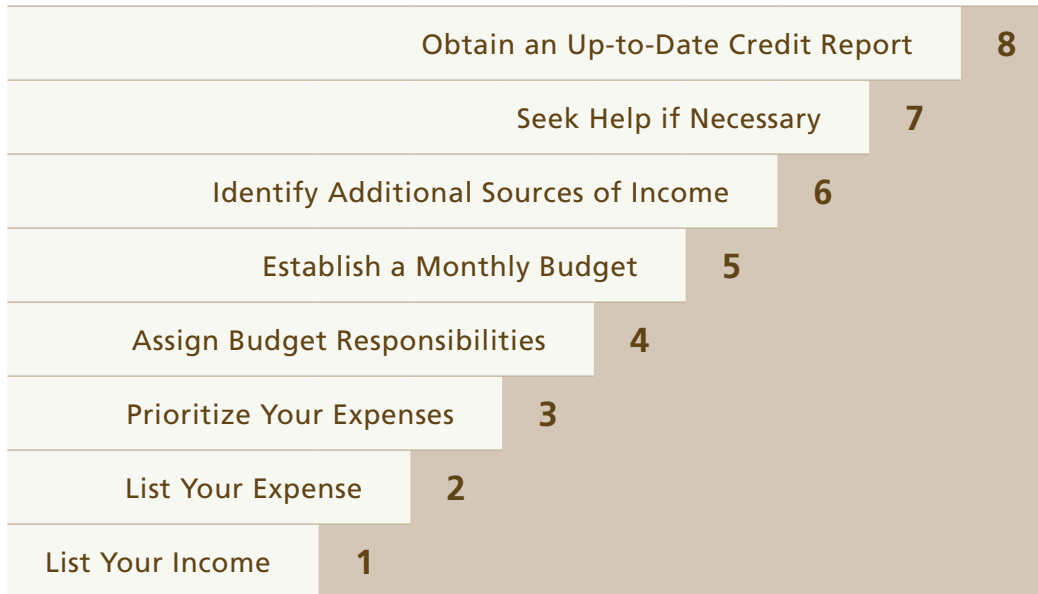 Obtain an Up-to-Date Credit Report 8
Seek Help if Necessary 7
Identify Additional Sources of Income 6
Establish a Monthly Budget 5
Assign Budget Responsibilities 4
Prioritize Your Expenses 3
List Your Expense 2
List Your Income 1